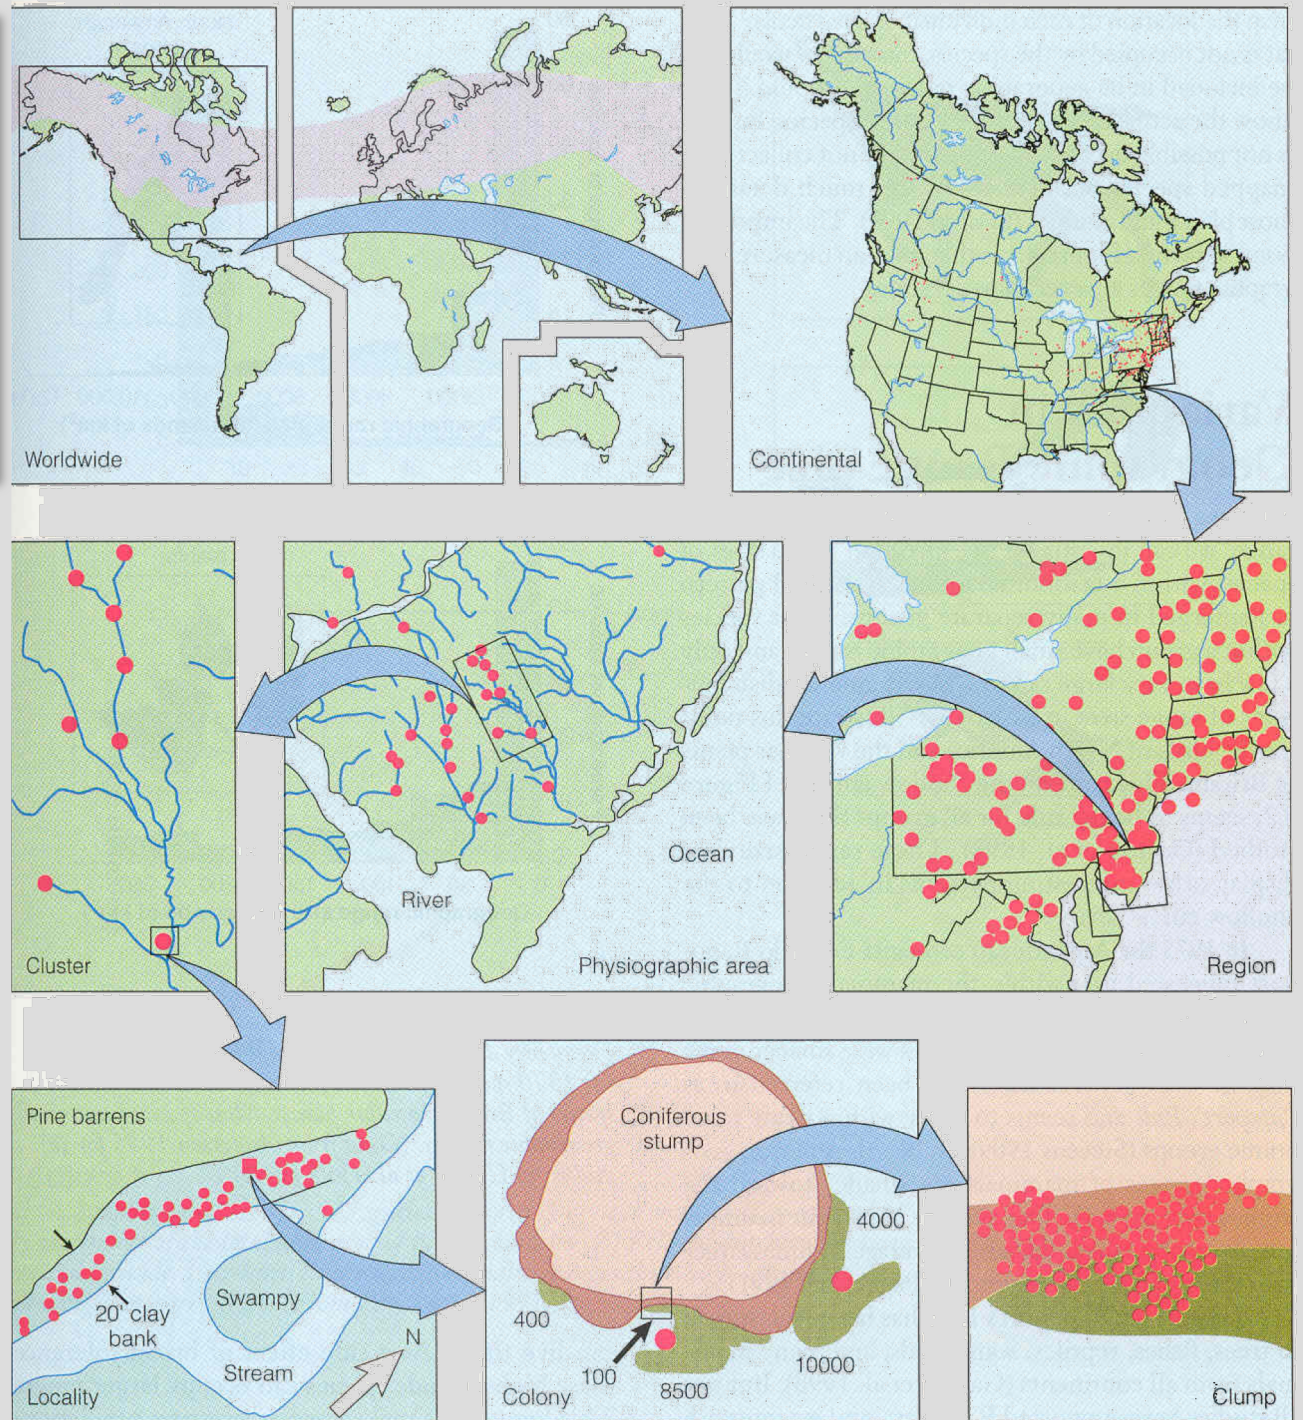 Worldwide
Continental
Cluster
River
Ocean
Physiographic area
Region
Pine barrens
20' clay
bank
Swampy
Stream
N
Locality
Coniferous
stump
4000
400
100
8500
10000
Colony
Clump